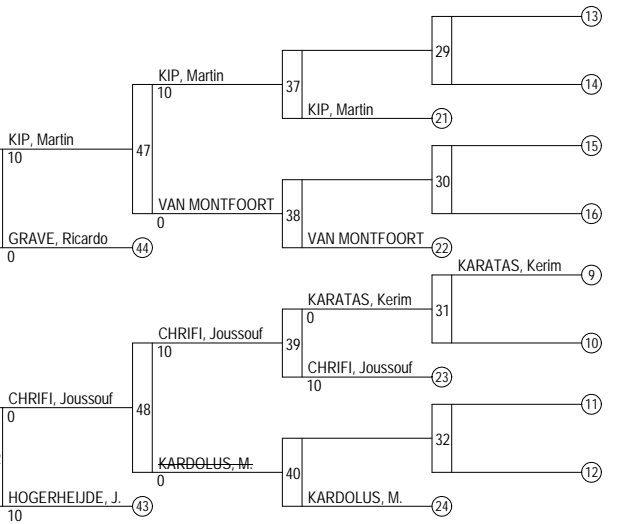 13
29
KIP, Martin
10
37
14
KIP, Martin
21
KIP, Martin
10
47
15
30
VAN MONTFOORT
0
38
16
GRAVE, Ricardo
0
44
VAN MONTFOORT
22
KARATAS, Kerim
9
KARATAS, Kerim
0
31
CHRIFI, Joussouf
10
39
10
CHRIFI, Joussouf
10
23
CHRIFI, Joussouf
0
48
11
32
KARDOLUS, M.
0
40
12
HOGERHEIJDE, J.
10
43
KARDOLUS, M.
24